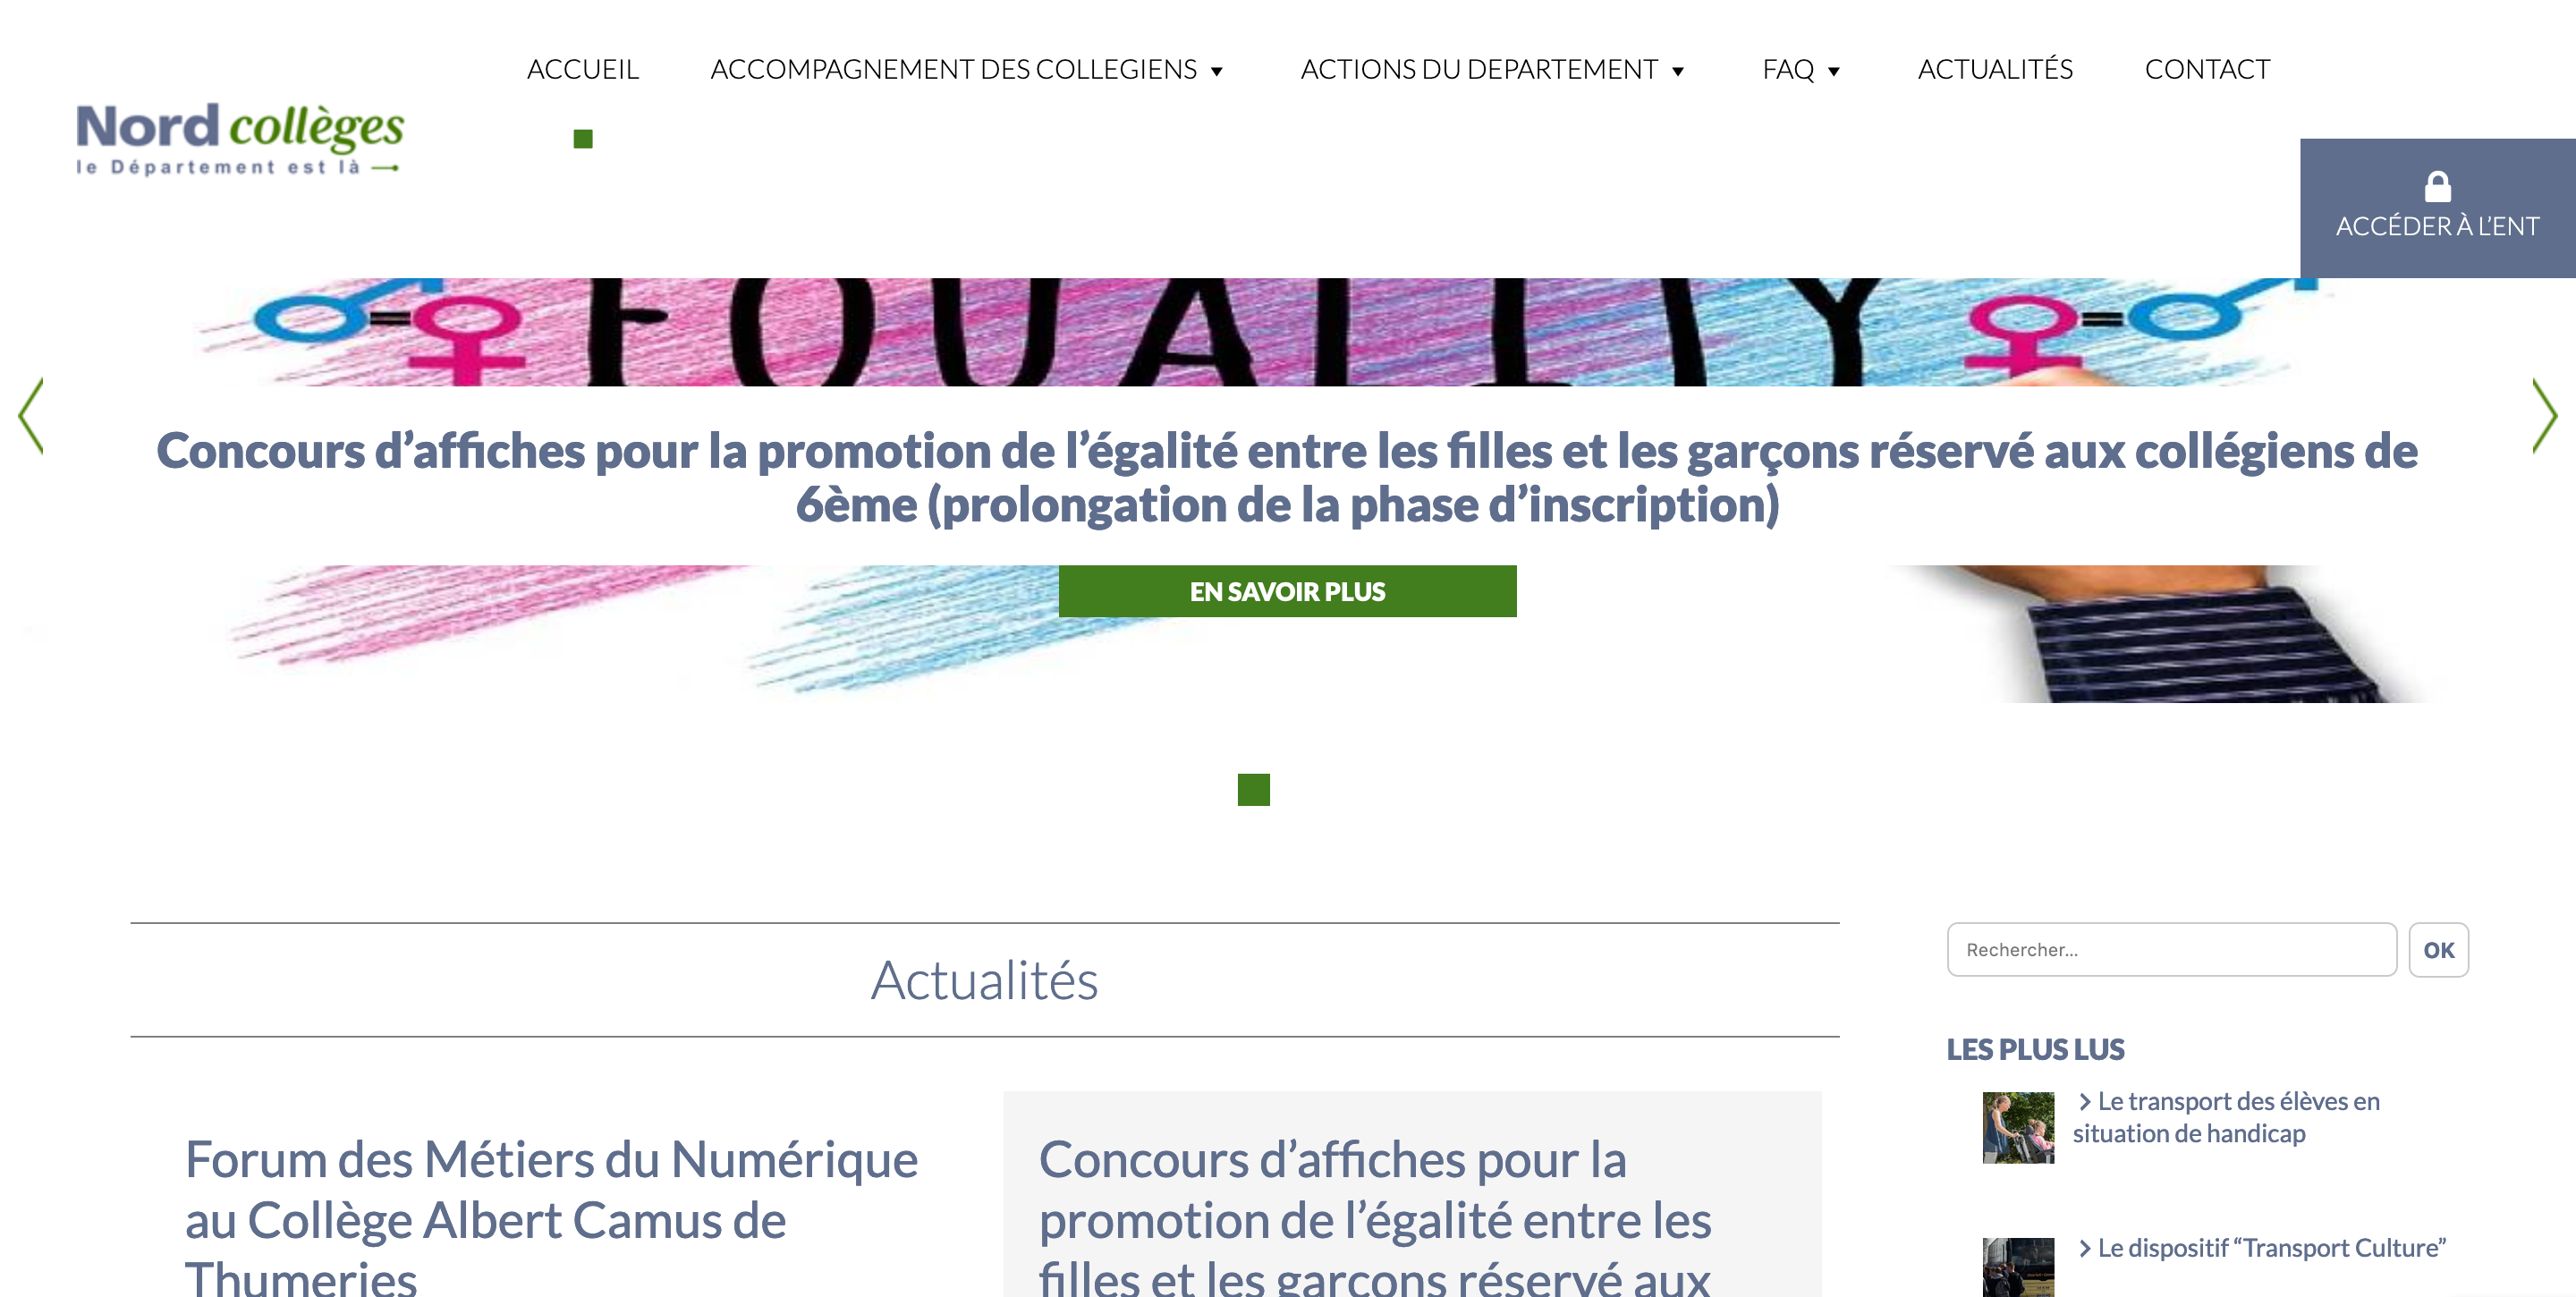 ACCUEIL
ACCOMPAGNEMENT DES COLLEGIENS
ACTIONS DU DEPARTEMENT
FAQ
ACTUALITÉS
CONTACT
Nord collèges
le Département est là
ACCÉDER À L’ENT
EQUALITY
Concours d’affiches pour la promotion de l’égalité entre les filles et les garçons réservé aux collégiens de
6ème (prolongation de la phase d’inscription)
EN SAVOIR PLUS
Actualités
Rechercher...
OK
LES PLUS LUS
Le transport des élèves en
situation de handicap
Le dispositif “Transport Culture”
Forum des Métiers du Numérique
au Collège Albert Camus de
Thumeries
Concours d’affiches pour la
promotion de l’égalité entre les
filles et les garçons réservé aux